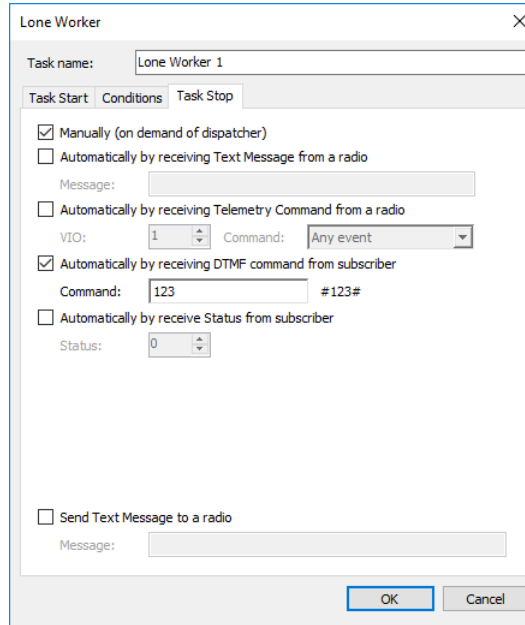 Lone Worker
Task name: Lone Worker 1
Task Start Conditions Task Stop
Manually (on demand of dispatcher)
Automatically by receiving Text Message from a radio
Message:
Automatically by receiving Telemetry Command from a radio
VIO: 1 Command: Any event
Automatically by receiving DTMF command from subscriber
Command: 123 #123#
Automatically by receive Status from subscriber
Status: 0
Send Text Message to a radio
Message:
OK Cancel